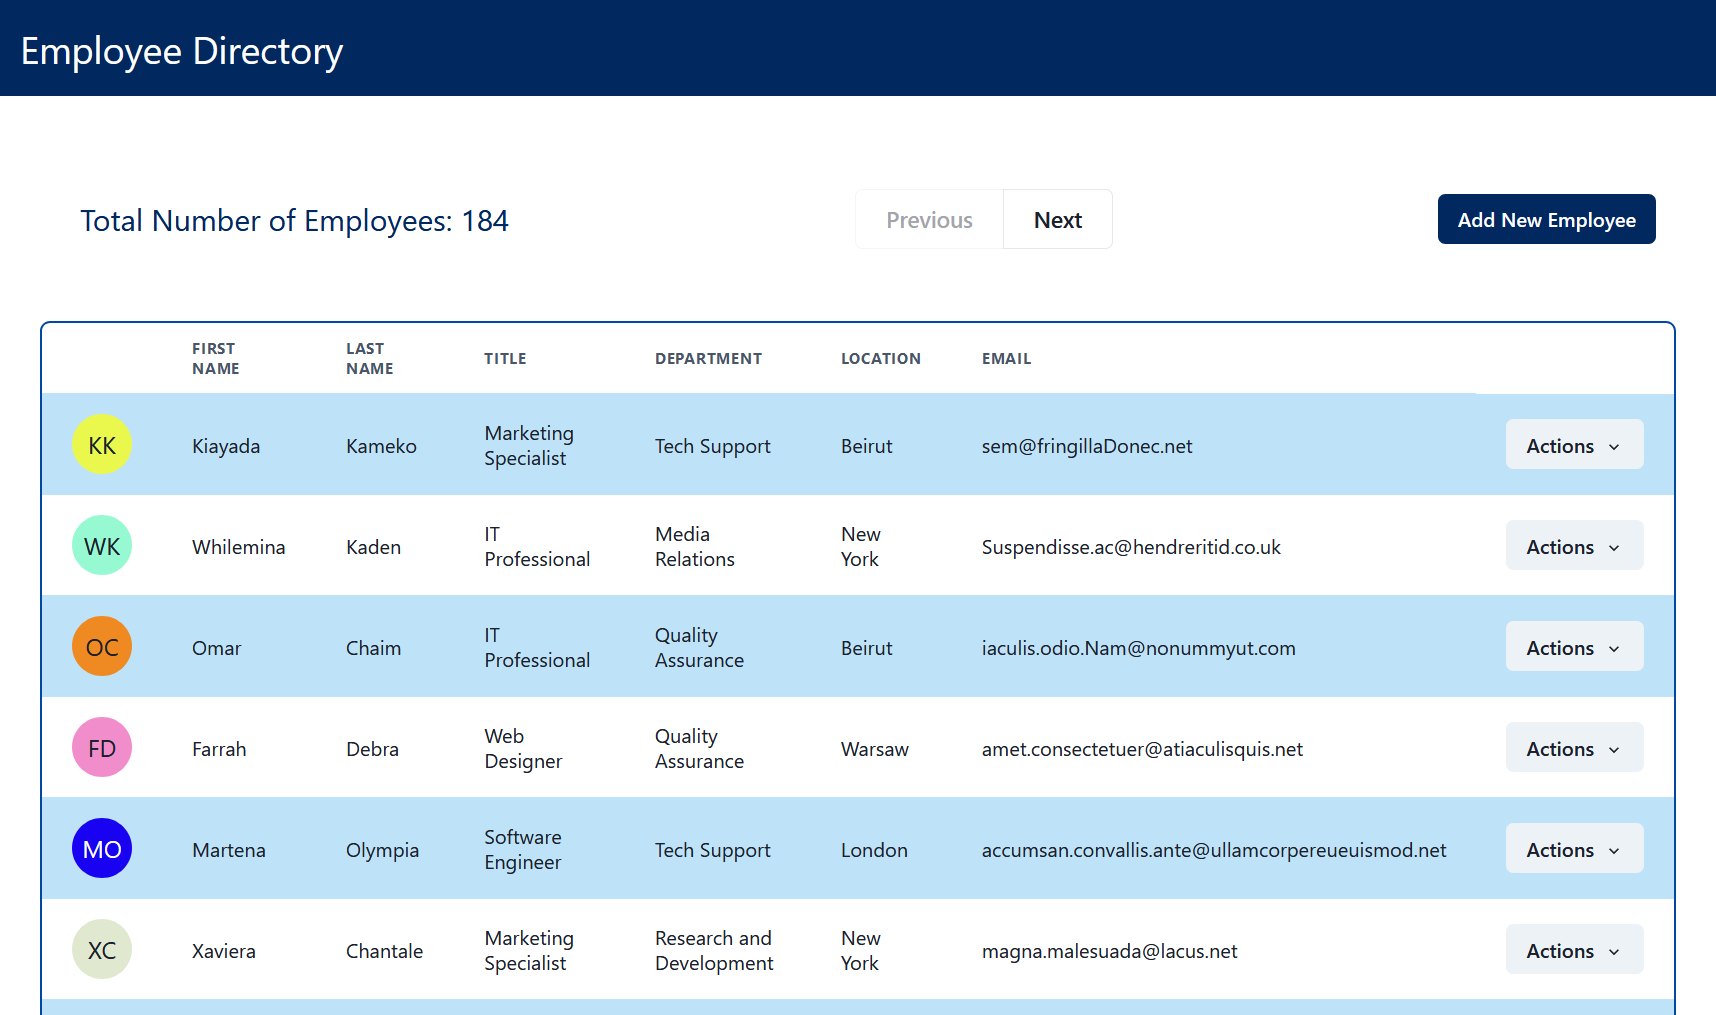 Employee Directory
Total Number of Employees: 184
Previous
Next
Add New Employee
FIRST
NAME
LAST
NAME
TITLE
DEPARTMENT
LOCATION
EMAIL
KK
Kiayada
Kameko
Marketing
Specialist
Tech Support
Beirut
sem@fringillaDonec.net
Actions
WK
Whilemina
Kaden
IT
Professional
Media
Relations
New
York
Suspendisse.ac@hendreritid.co.uk
Actions
OC
Omar
Chaim
IT
Professional
Quality
Assurance
Beirut
iaculis.odio.Nam@nonummyut.com
Actions
FD
Farrah
Debra
Web
Designer
Quality
Assurance
Warsaw
amet.consectetuer@atiaculisquis.net
Actions
MO
Martena
Olympia
Software
Engineer
Tech Support
London
accumsan.convallis.ante@ullamcorpereueuismod.net
Actions
XC
Xaviera
Chantale
Marketing
Specialist
Research and
Development
New
York
magna.malesuada@lacus.net
Actions